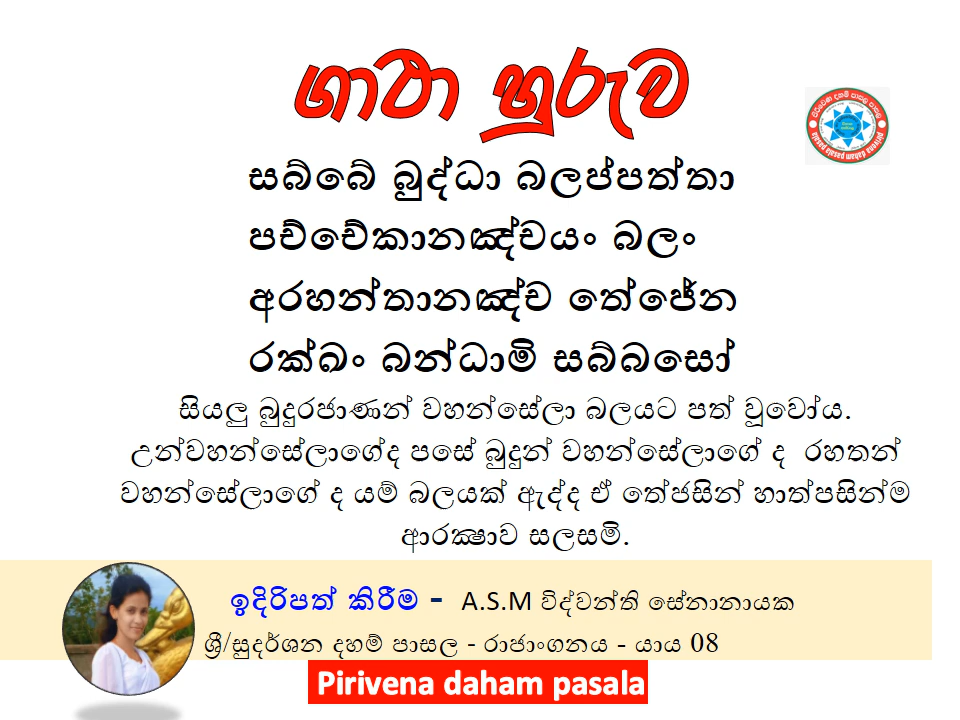 ගාථා හුරුව
සබ්බේ බුද්ධා බලප්පත්තා
පච්චේකානඤ්චයං බලං
අරහන්තානඤ්ච තේජේන
රක්ඛං බන්ධාමි සබ්බසෝ
සියලු බුදුරජාණන් වහන්සේලා බලයට පත් වූවෝය.
උන්වහන්සේලාගේද පසේ බුදුන් වහන්සේලාගේ ද රහතන්
වහන්සේලාගේ ද යම් බලයක් ඇද්ද ඒ තේජසින් හාත්පසින්ම
ආරක්‍ෂාව සලසමි.
ඉදිරිපත් කිරීම - A.S.M විද්වන්ති සේනානායක
ශ්‍රී/සුදර්ශන දහම් පාසල - රාජාංගනය - යාය 08
Pirivena daham pasala